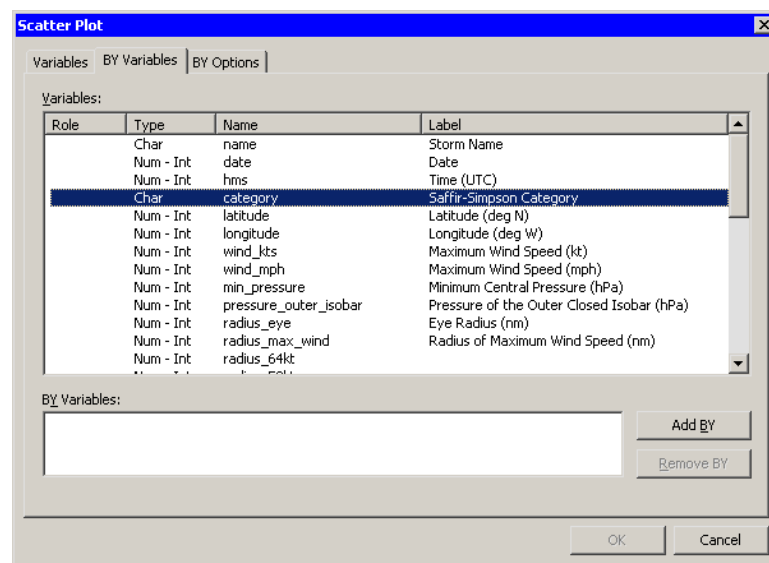 Scatter Plot
Variables BY Variables BY Options
Variables:
Role Type Name Label
Char name Storm Name
Num - Int date Date
Num - Int hms Time (UTC)
Char category Saffir-Simpson Category
Num - Int latitude Latitude (deg N)
Num - Int longitude Longitude (deg W)
Num - Int wind_kts Maximum Wind Speed (kt)
Num - Int wind_mph Maximum Wind Speed (mph)
Num - Int min_pressure Minimum Central Pressure (hPa)
Num - Int pressure_outer_isobar Pressure of the Outer Closed Isobar (hPa)
Num - Int radius_eye Eye Radius (nm)
Num - Int radius_max_wind Radius of Maximum Wind Speed (nm)
Num - Int radius_64kt
BY Variables:
Add BY
Remove BY
OK Cancel